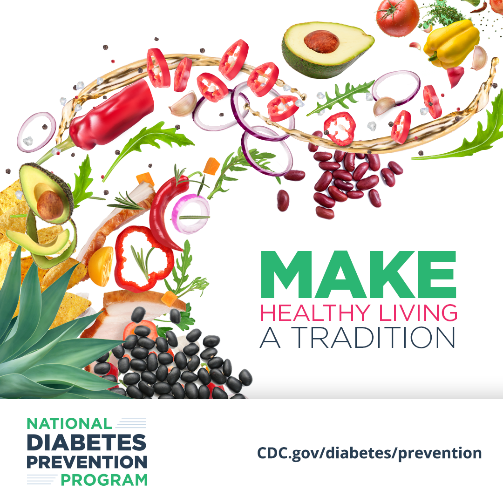 MAKE
HEALTHY LIVING
A TRADITION
NATIONAL
DIABETES
PREVENTION
PROGRAM
CDC.gov/diabetes/prevention